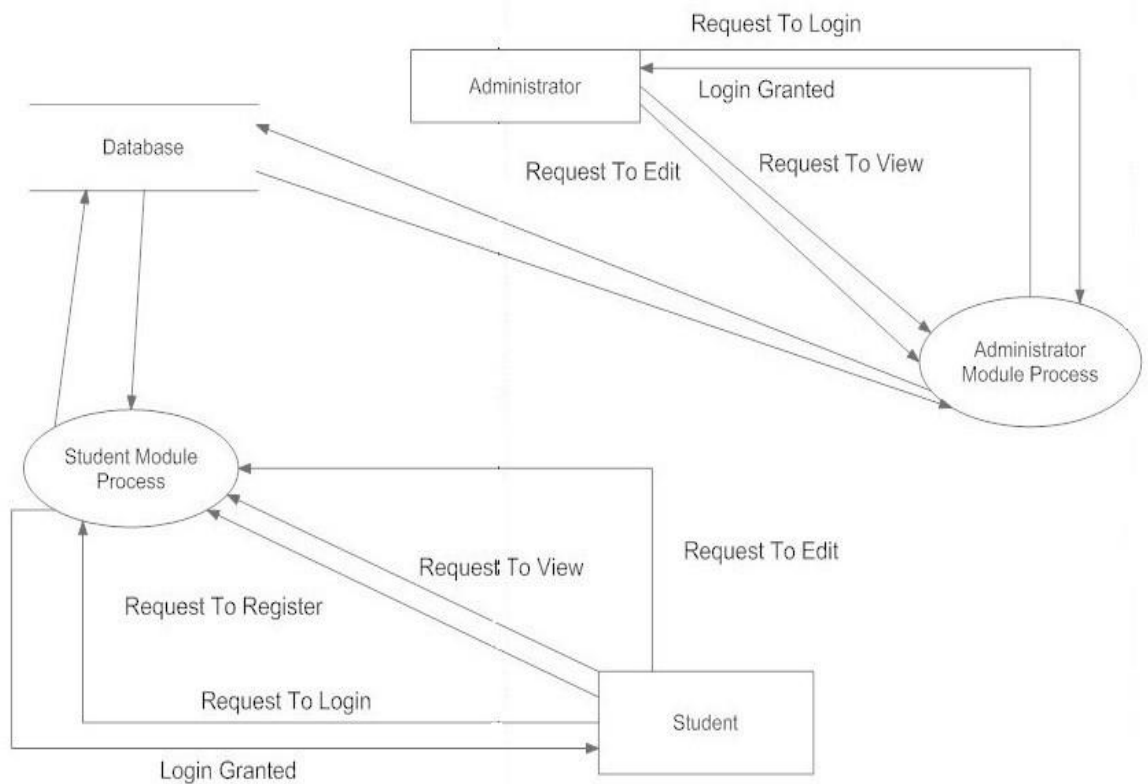 Request To Login
Administrator
Login Granted
Database
Request To Edit
Request To View
Administrator
Module Process
Student Module
Process
Request To Edit
Request To View
Request To Register
Request To Login
Student
Login Granted